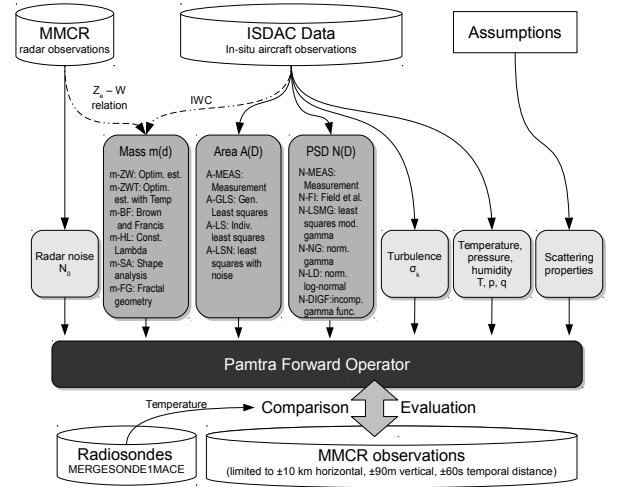 MMCR
radar observations
ISDAC Data
In-situ aircraft observations
Assumptions
Zₑ – W
relation
IWC
Mass m(d)
m-ZW: Optim. est.
m-ZWT: Optim.
est. with Temp
m-BF: Brown
and Francis
m-HL: Const.
Lambda
m-SA: Shape
analysis
m-FG: Fractal
geometry
Area A(D)
A-MEAS:
Measurement
A-GLS: Gen.
Least squares
A-LS: Indiv.
least squares
A-LSN: least
squares with
noise
PSD N(D)
N-MEAS:
Measurement
N-FI: Field et al.
N-LSMG: least
squares mod.
gamma
N-NG: norm.
gamma
N-LD: norm.
log-normal
N-DIGF:incomp.
gamma func.
Radar noise
N₀
Turbulence
σₖ
Temperature,
pressure,
humidity
T, p, q
Scattering
properties
Pamtra Forward Operator
Temperature
Comparison
Evaluation
Radiosondes
MERGESONDE1MACE
MMCR observations
(limited to ±10 km horizontal, ±90m vertical, ±60s temporal distance)